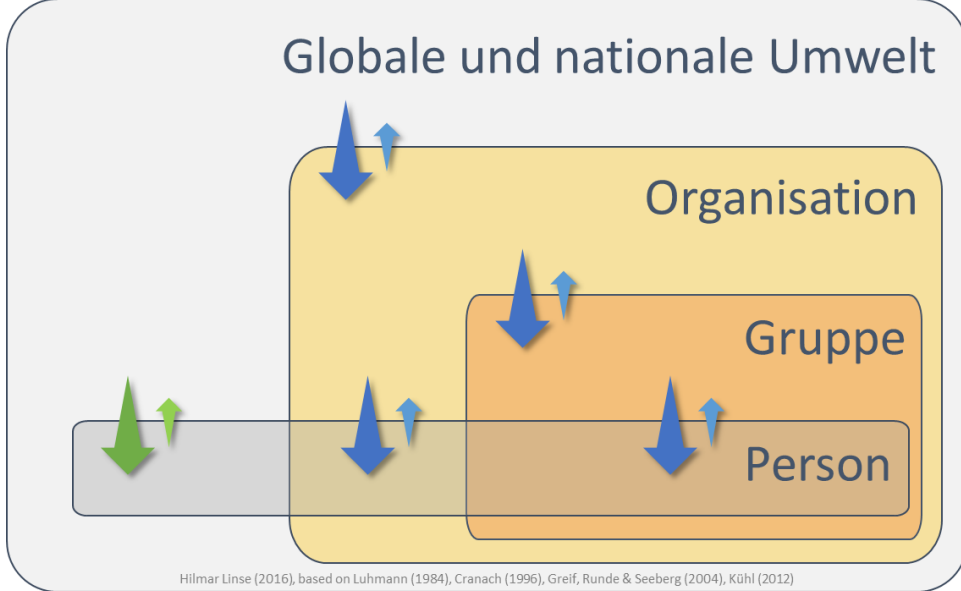 Globale und nationale Umwelt
Organisation
Gruppe
Person
Hilmar Linse (2016), based on Luhmann (1984), Cranach (1996), Greif, Runde & Seeberg (2004), Kühl (2012)